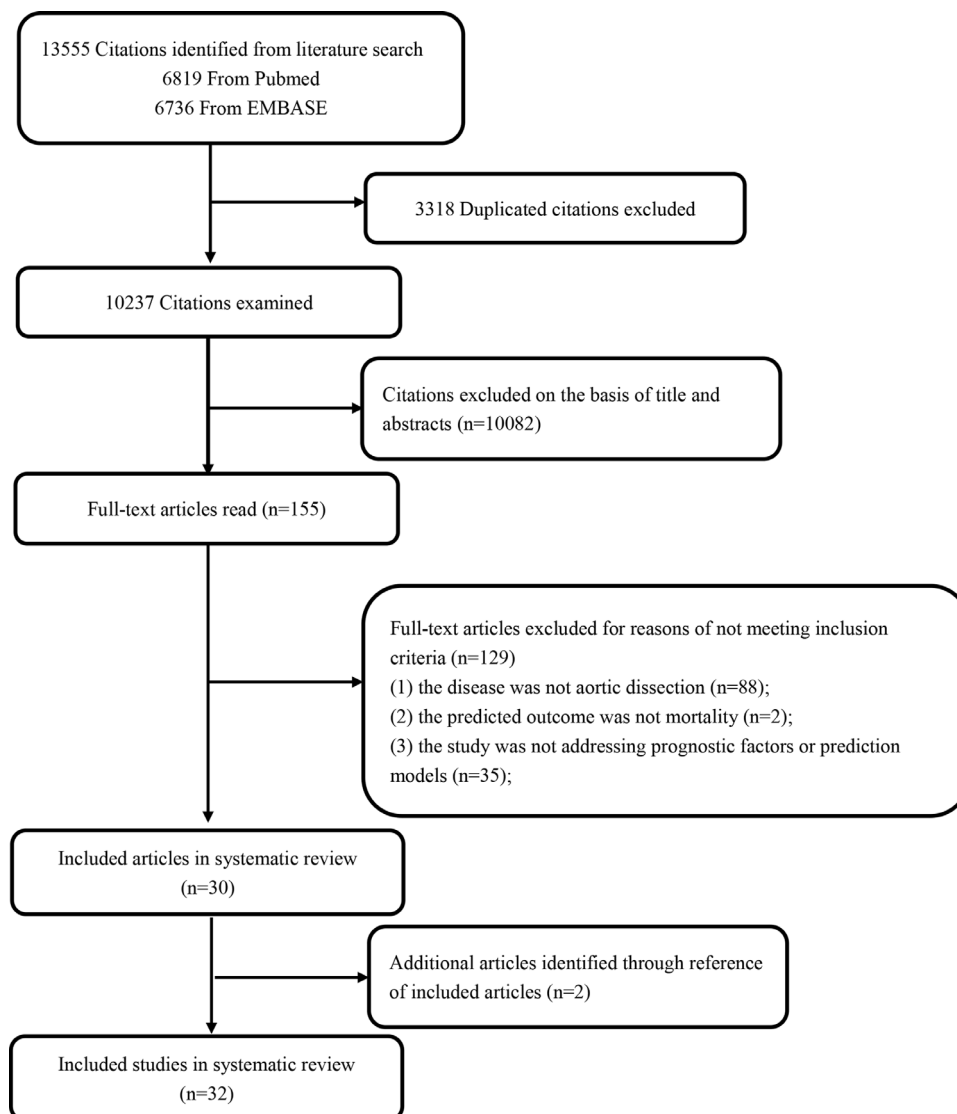 13555 Citations identified from literature search
6819 From Pubmed
6736 From EMBASE
3318 Duplicated citations excluded
10237 Citations examined
Citations excluded on the basis of title and
abstracts (n=10082)
Full-text articles read (n=155)
Full-text articles excluded for reasons of not meeting inclusion
criteria (n=129)
(1) the disease was not aortic dissection (n=88);
(2) the predicted outcome was not mortality (n=2);
(3) the study was not addressing prognostic factors or prediction
models (n=35);
Included articles in systematic review
(n=30)
Additional articles identified through reference
of included articles (n=2)
Included studies in systematic review
(n=32)